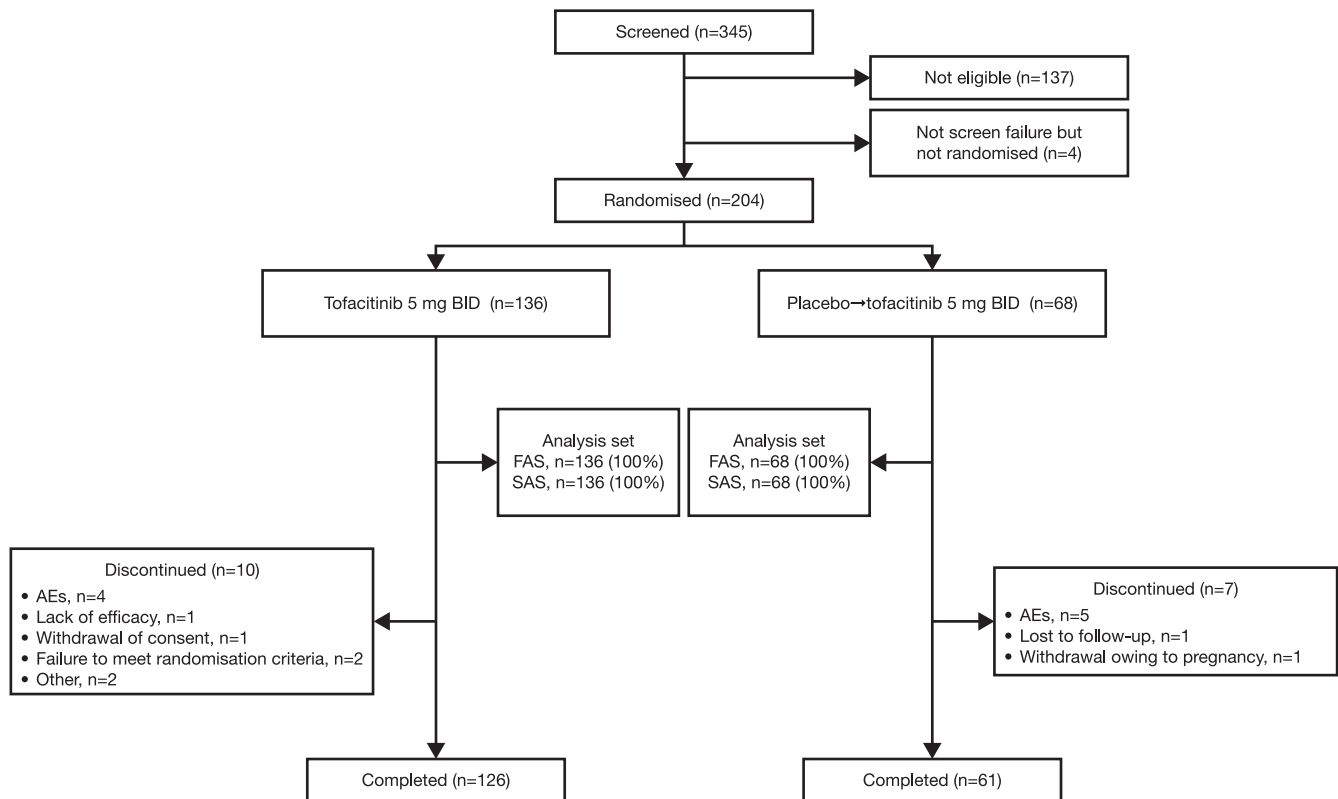 Screened (n=345)
Not eligible (n=137)
Not screen failure but
not randomised (n=4)
Randomised (n=204)
Tofacitinib 5 mg BID (n=136)
Placebo→tofacitinib 5 mg BID (n=68)
Analysis set
FAS, n=136 (100%)
SAS, n=136 (100%)
Analysis set
FAS, n=68 (100%)
SAS, n=68 (100%)
Discontinued (n=10)
• AEs, n=4
• Lack of efficacy, n=1
• Withdrawal of consent, n=1
• Failure to meet randomisation criteria, n=2
• Other, n=2
Discontinued (n=7)
• AEs, n=5
• Lost to follow-up, n=1
• Withdrawal owing to pregnancy, n=1
Completed (n=126)
Completed (n=61)